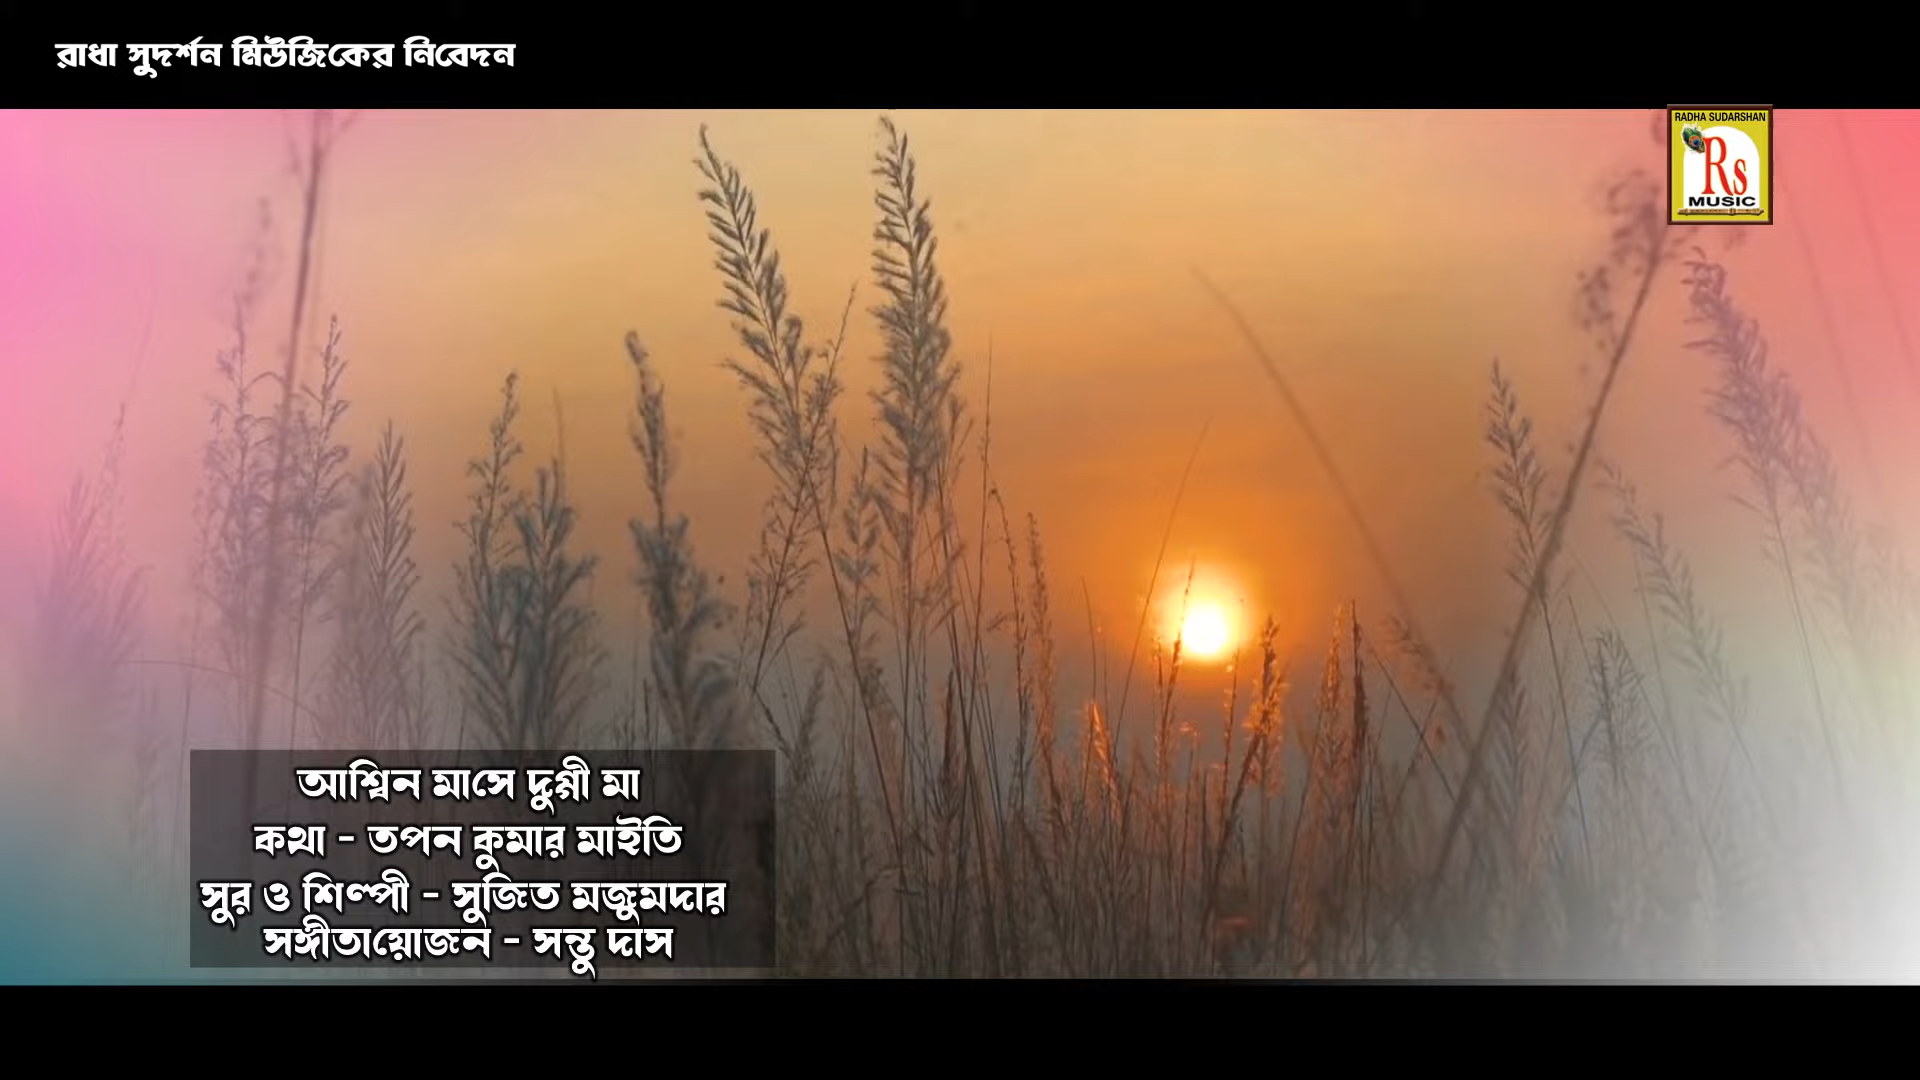 রাধা সুদর্শন মিউজিকের নিবেদন
RADHA SUDARSHAN
Rs
MUSIC
আশ্বিন মাসে দুগ্গী মা
কথা - তপন কুমার মাইতি
সুর ও শিল্পী - সুজিত মজুমদার
সঙ্গীতায়োজন - সন্তু দাস